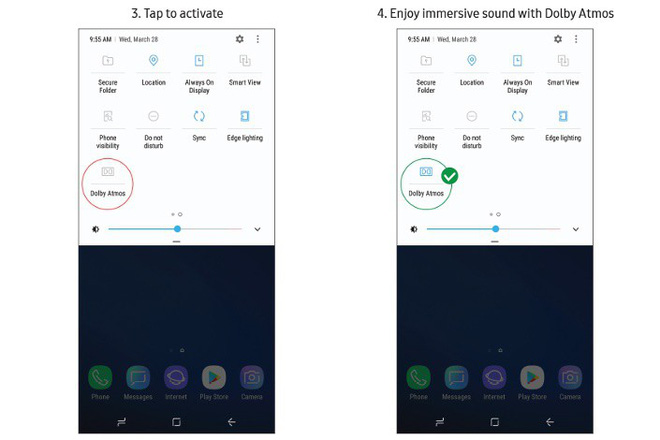 3. Tap to activate
9:55 AM | Wed, March 28
Secure Folder
Location
Always On Display
Smart View
Phone visibility
Do not disturb
Sync
Edge lighting
Dolby Atmos
Phone
Messages
Internet
Play Store
Camera
4. Enjoy immersive sound with Dolby Atmos
9:55 AM | Wed, March 28
Secure Folder
Location
Always On Display
Smart View
Phone visibility
Do not disturb
Sync
Edge lighting
Dolby Atmos
Phone
Messages
Internet
Play Store
Camera